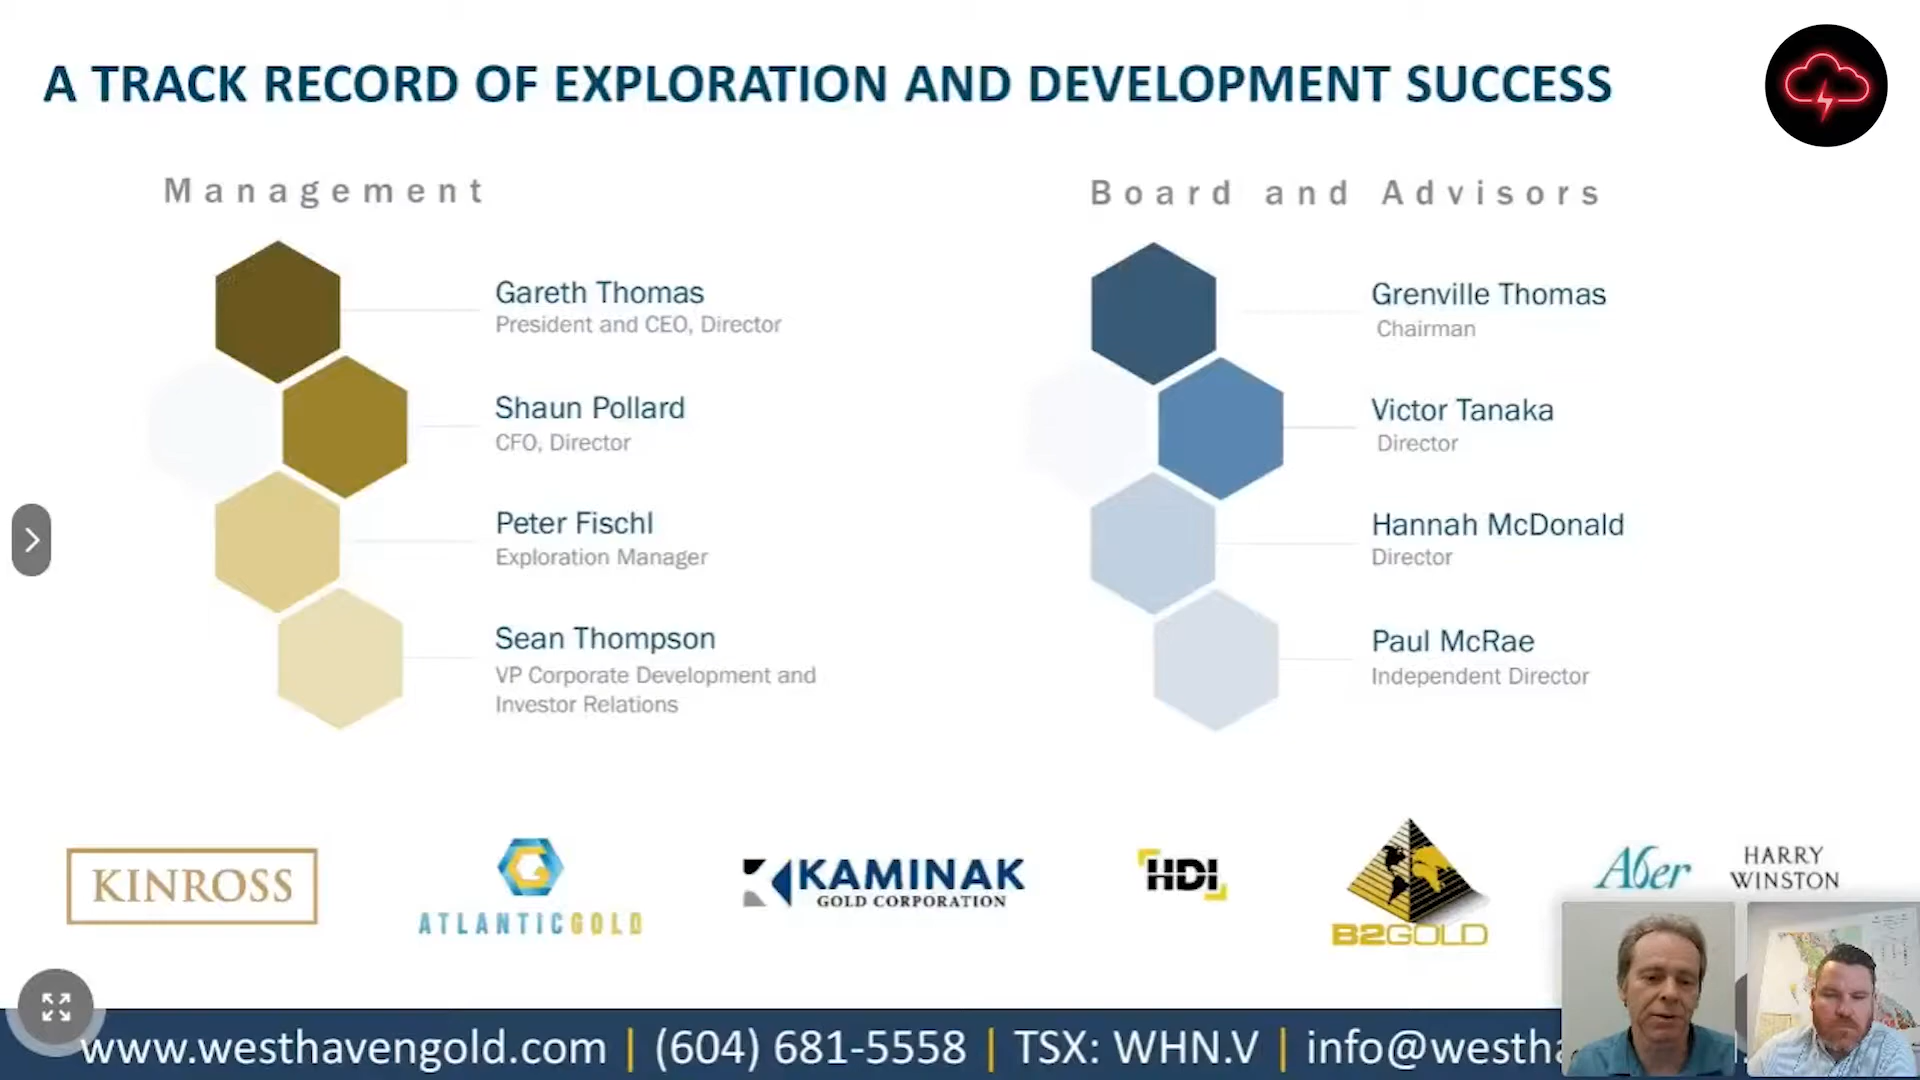 A TRACK RECORD OF EXPLORATION AND DEVELOPMENT SUCCESS
Management
Gareth Thomas
President and CEO, Director
Shaun Pollard
CFO, Director
Peter Fischl
Exploration Manager
Sean Thompson
VP Corporate Development and
Investor Relations
Board and Advisors
Grenville Thomas
Chairman
Victor Tanaka
Director
Hannah McDonald
Director
Paul McRae
Independent Director
KINROSS
ATLANTICGOLD
KAMINAK
GOLD CORPORATION
HDI
B2GOLD
Aber
HARRY
WINSTON
www.westhavengold.com | (604) 681-5558 | TSX: WHN.V |